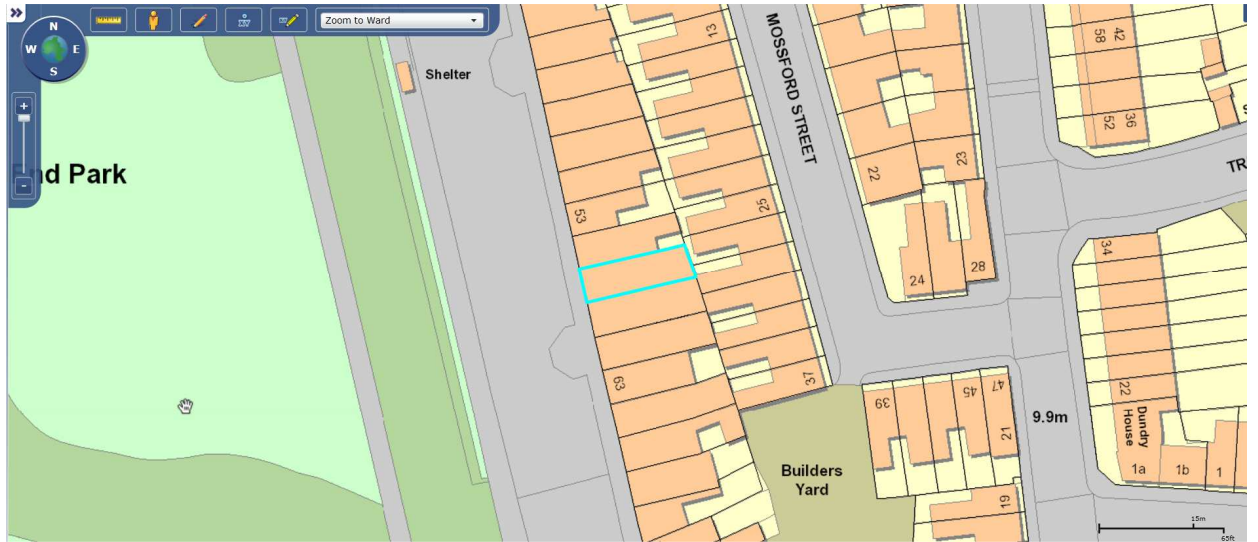 »
N
W E
S
Zoom to Ward
+
-
Shelter
nd Park
MOSSFORD STREET
13
25
37
53
63
22
23
24
28
42
58
36
52
TR
34
22
Dundry
House
1a
1b
1
39
45
47
21
19
9.9m
Builders
Yard
15m
65ft